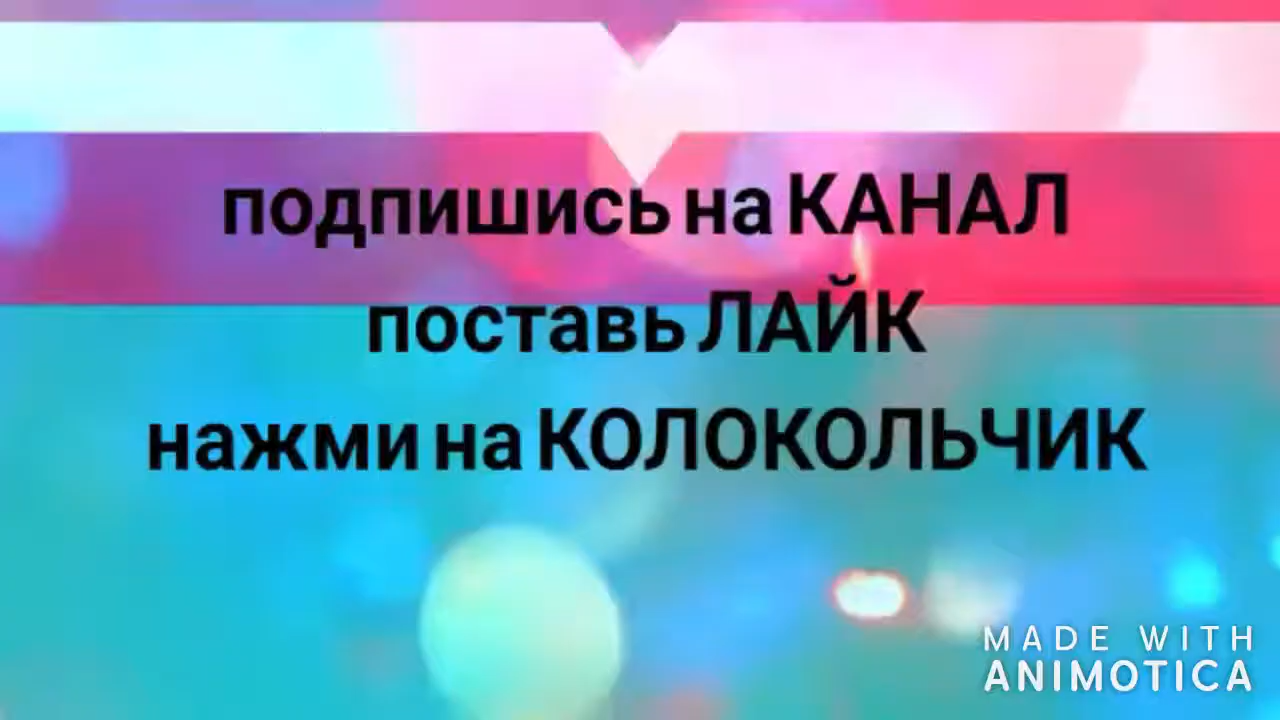 подпишись на КАНАЛ
поставь ЛАЙК
нажми на КОЛОКОЛЬЧИК
MADE WITH
ANIMOTICA